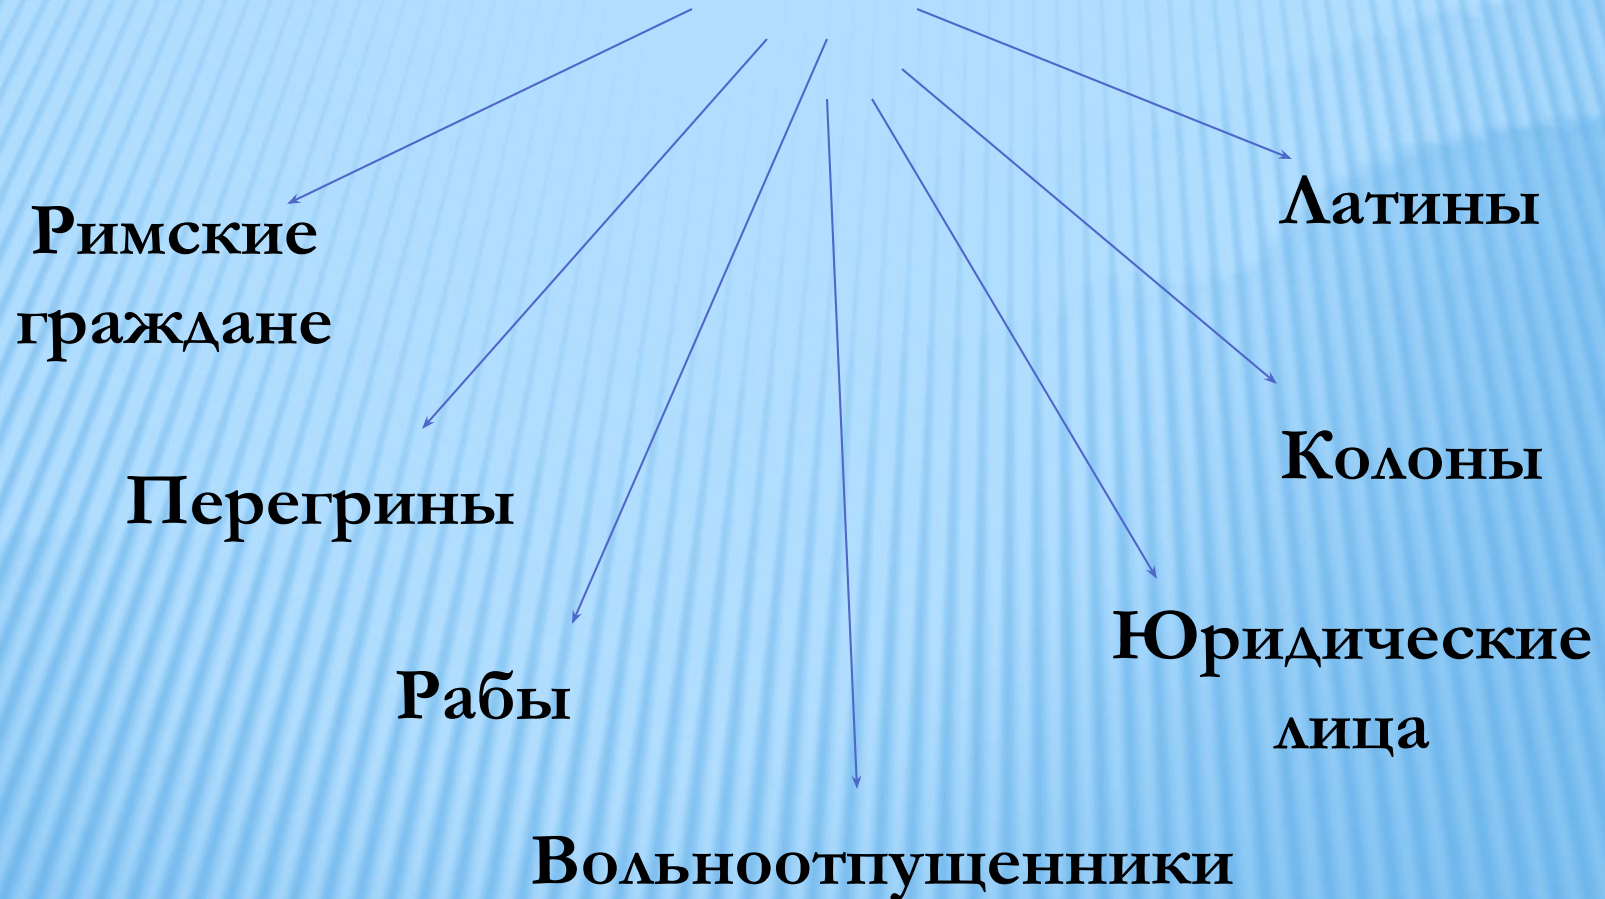 Римские
граждане
Перегрины
Рабы
Вольноотпущенники
Юридические
лица
Колоны
Латины